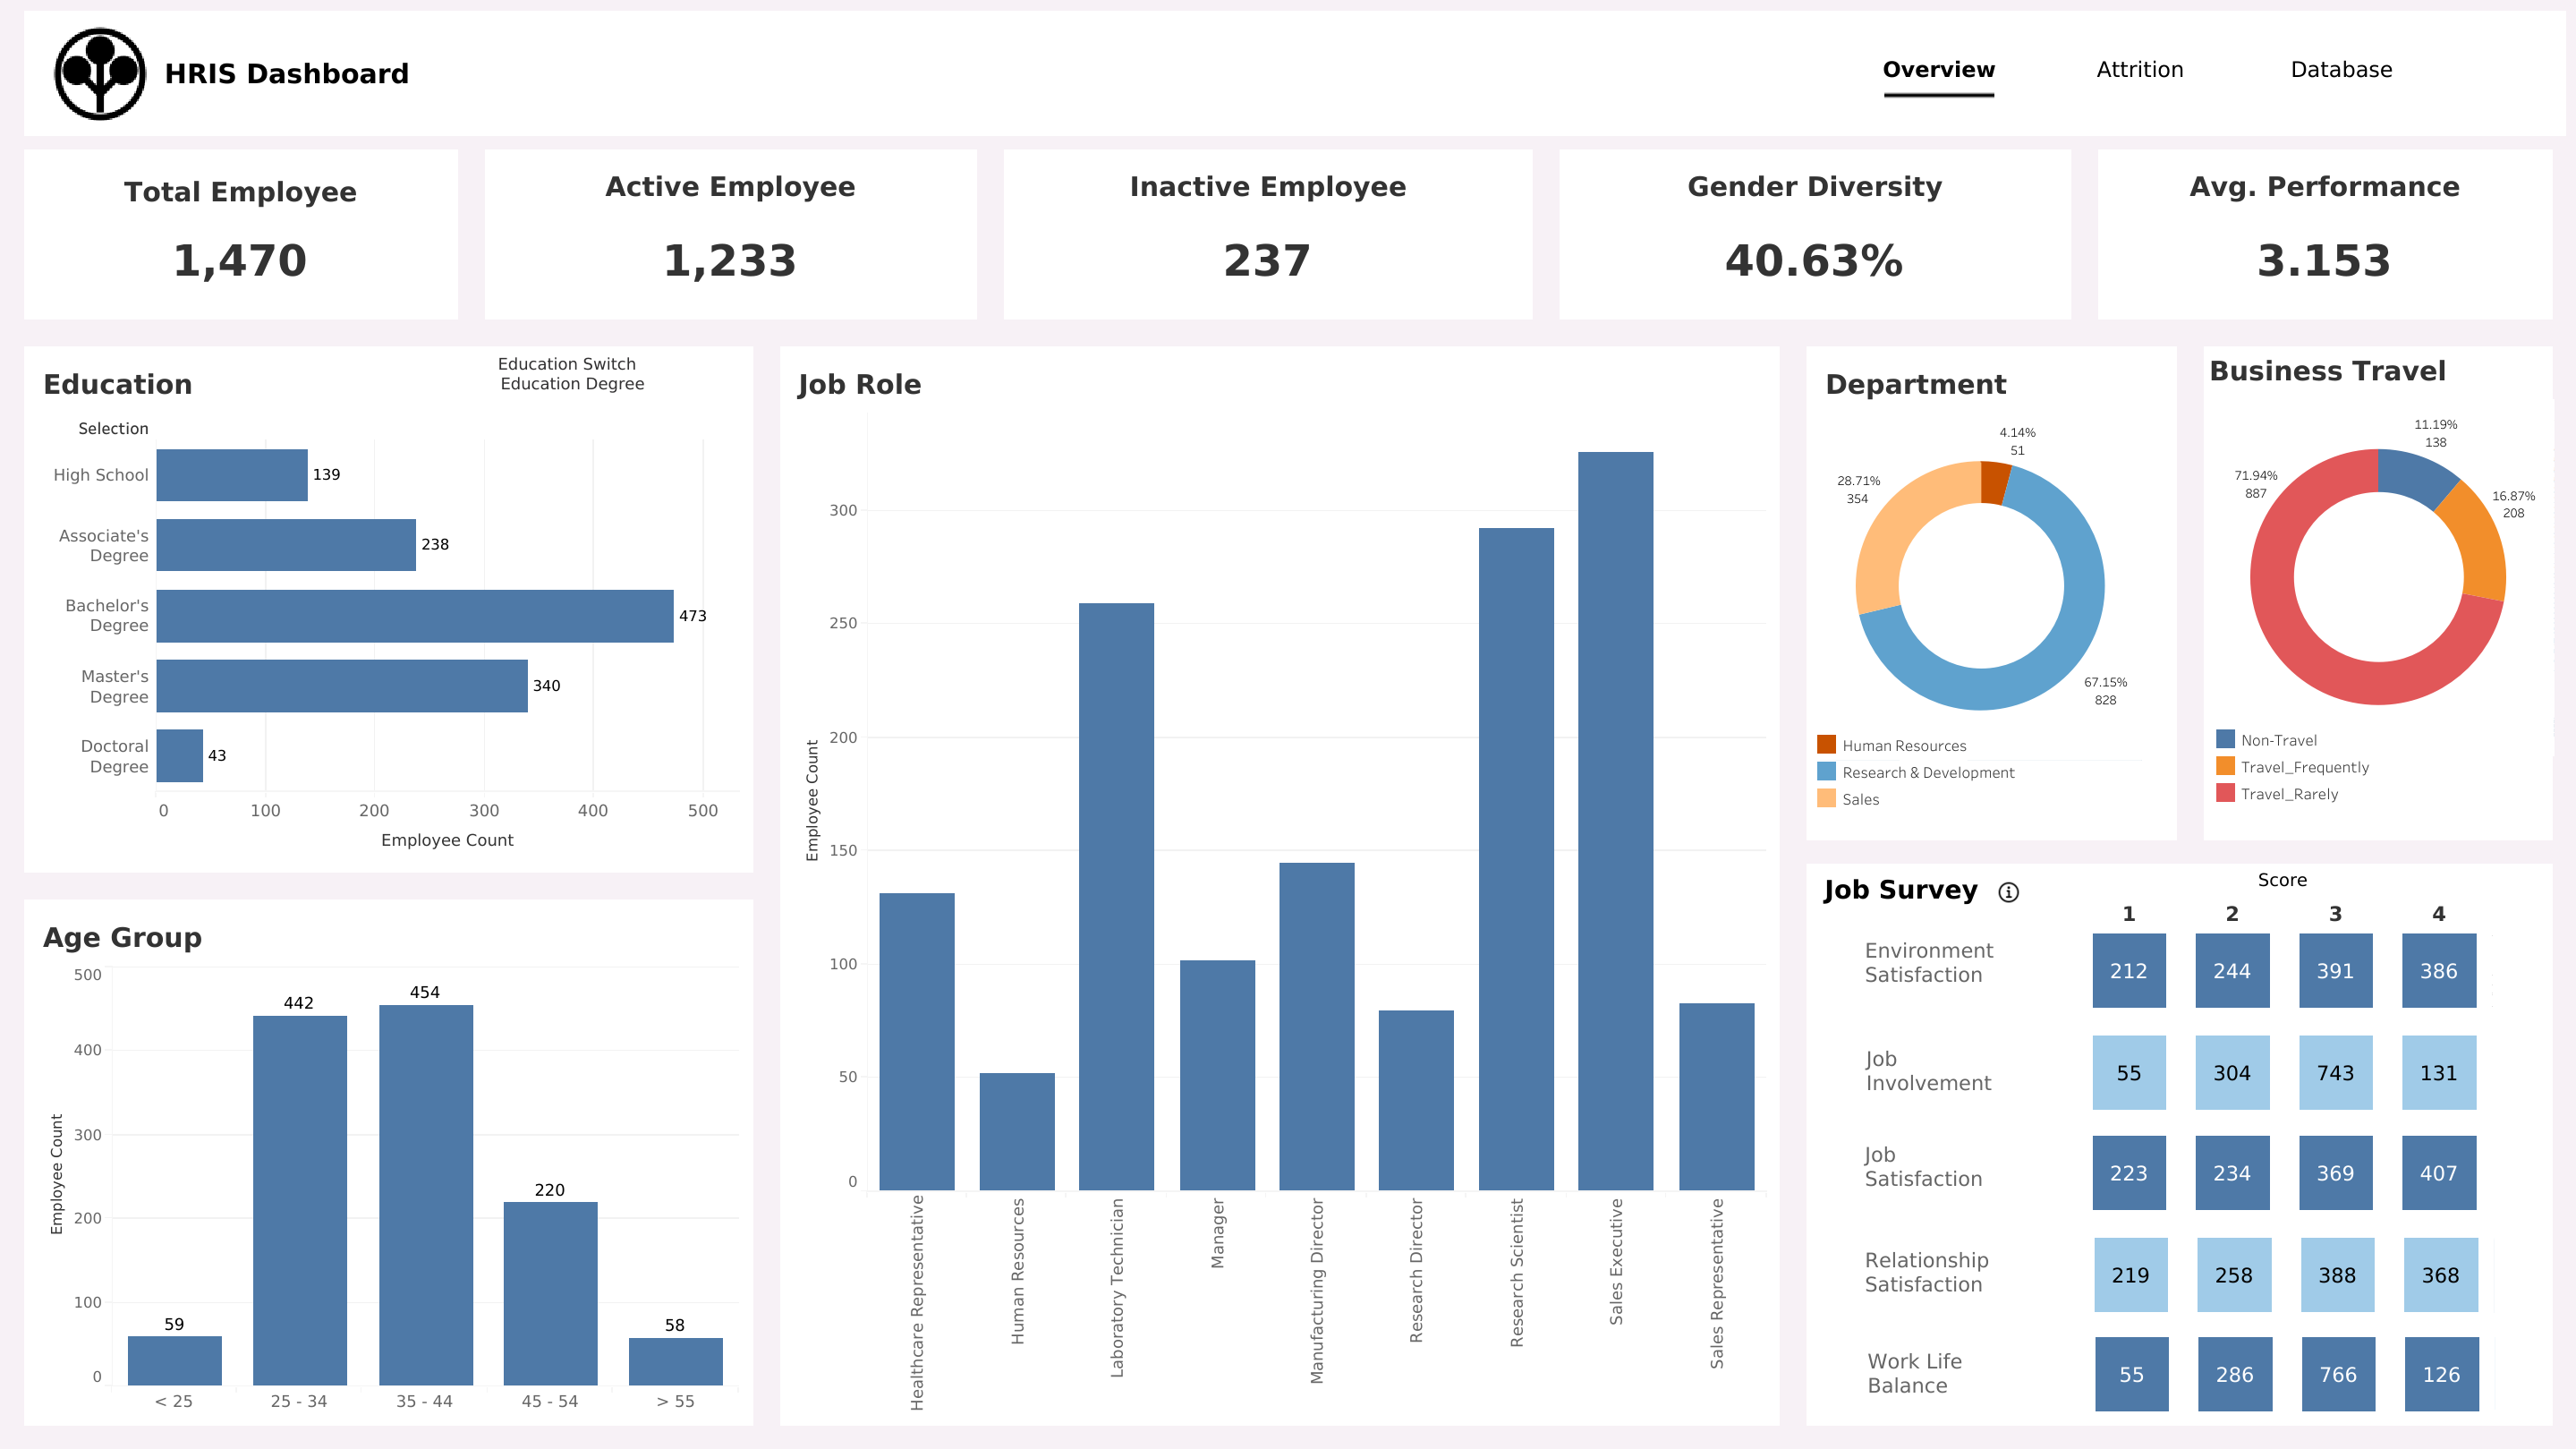 HRIS Dashboard
Overview
Attrition
Database
Total Employee
1,470
Active Employee
1,233
Inactive Employee
237
Gender Diversity
40.63%
Avg. Performance
3.153
Education
Education Switch
Education Degree
Selection
High School
139
Associate's
Degree
238
Bachelor's
Degree
473
Master's
Degree
340
Doctoral
Degree
43
0 100 200 300 400 500
Employee Count
Age Group
Employee Count
500
400
300
200
100
0
59
442
454
220
58
< 25
25 - 34
35 - 44
45 - 54
> 55
Job Role
Employee Count
300
250
200
150
100
50
0
Healthcare Representative
Human Resources
Laboratory Technician
Manager
Manufacturing Director
Research Director
Research Scientist
Sales Executive
Sales Representative
Department
4.14%
51
28.71%
354
67.15%
828
Human Resources
Research & Development
Sales
Business Travel
11.19%
138
71.94%
887
16.87%
208
Non-Travel
Travel_Frequently
Travel_Rarely
Job Survey
Score
1 2 3 4
Environment
Satisfaction
212 244 391 386
Job
Involvement
55 304 743 131
Job
Satisfaction
223 234 369 407
Relationship
Satisfaction
219 258 388 368
Work Life
Balance
55 286 766 126